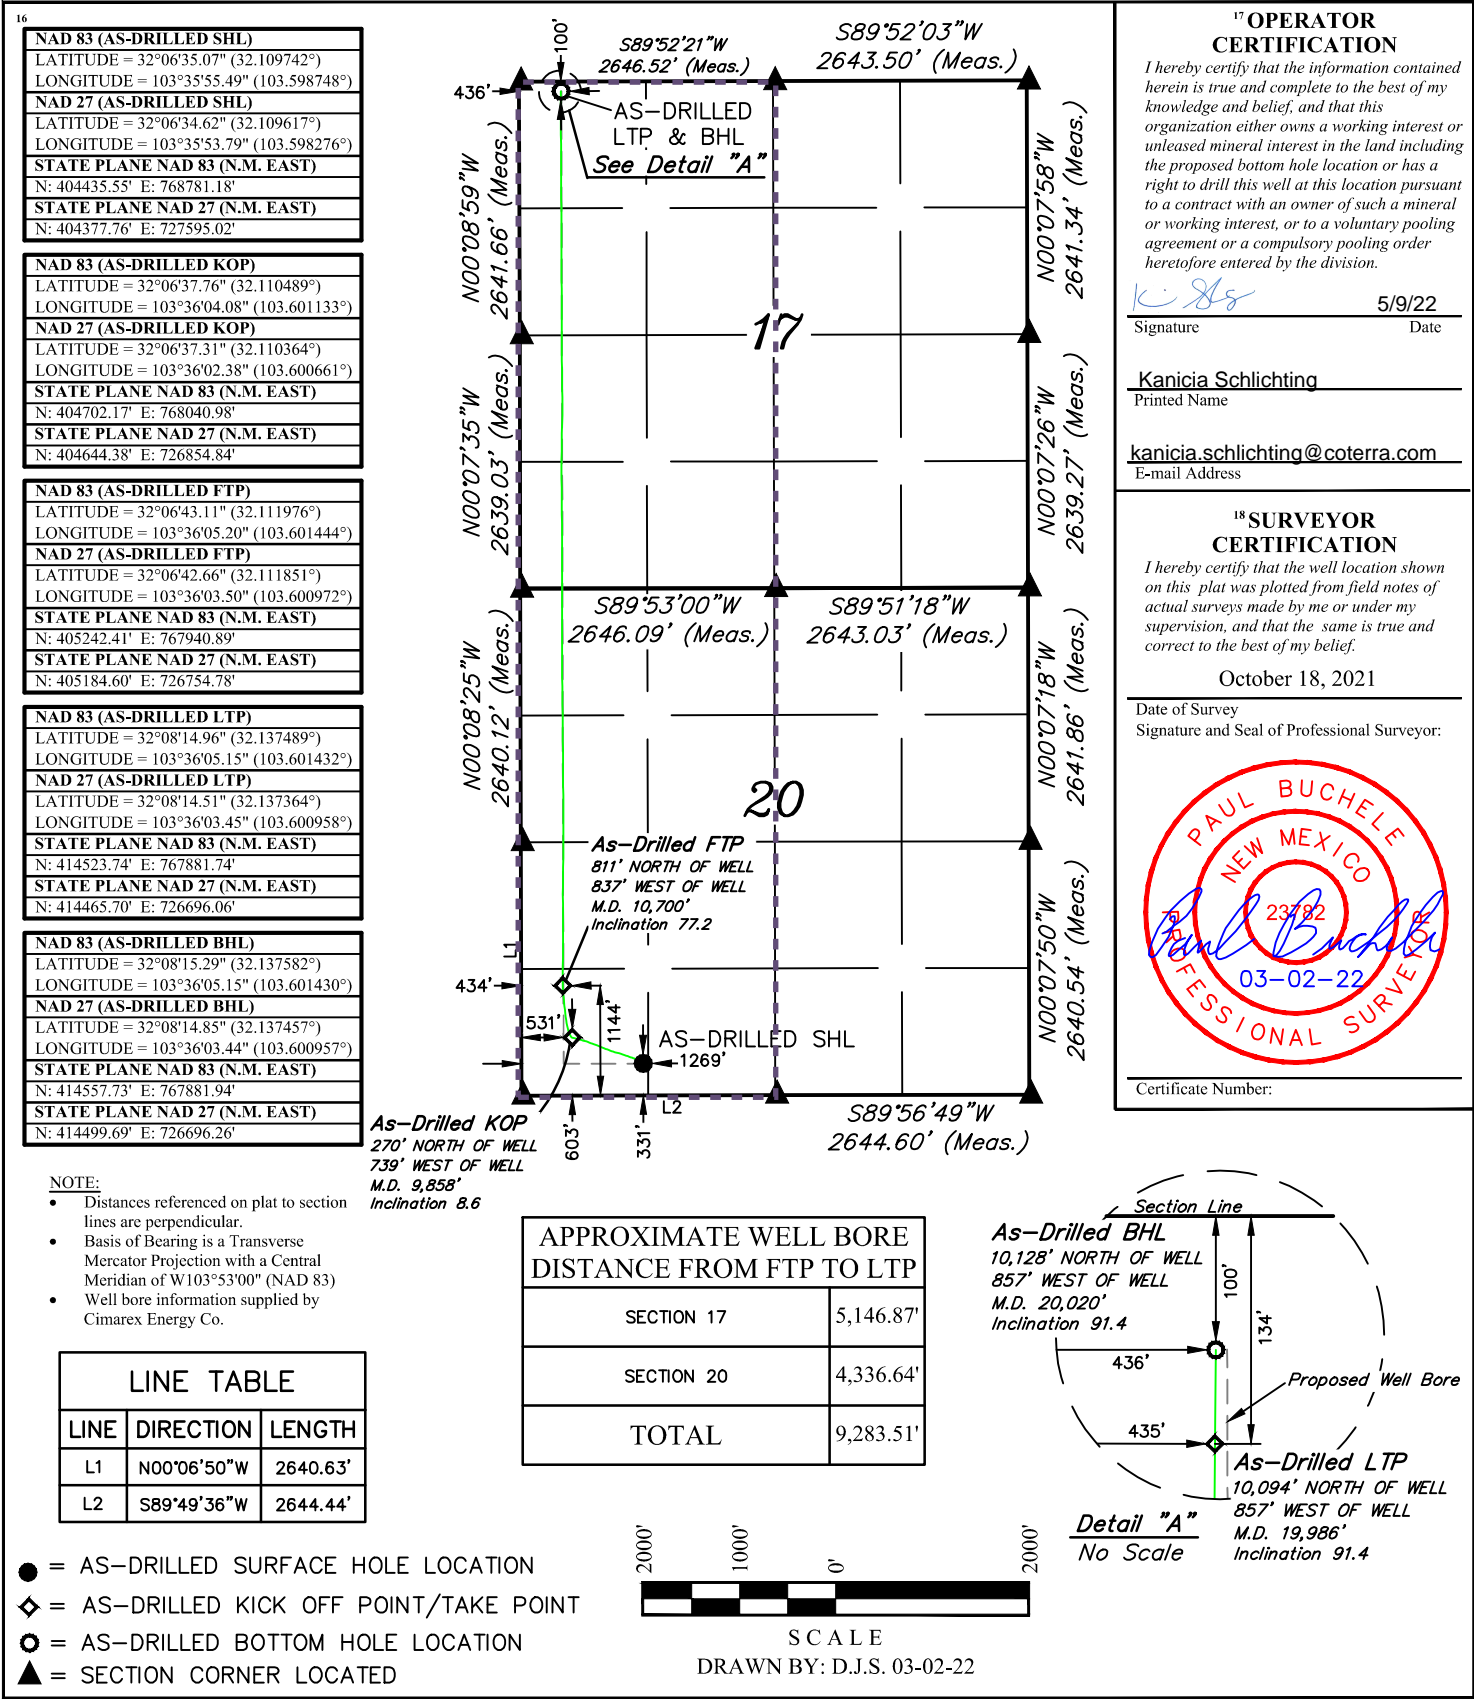 16
NAD 83 (AS-DRILLED SHL)
LATITUDE = 32°06'35.07" (32.109742°)
LONGITUDE = 103°35'55.49" (103.598748°)
NAD 27 (AS-DRILLED SHL)
LATITUDE = 32°06'34.62" (32.109617°)
LONGITUDE = 103°35'53.79" (103.598276°)
STATE PLANE NAD 83 (N.M. EAST)
N: 404435.55' E: 768781.18'
STATE PLANE NAD 27 (N.M. EAST)
N: 404377.76' E: 727595.02'
NAD 83 (AS-DRILLED KOP)
LATITUDE = 32°06'37.76" (32.110489°)
LONGITUDE = 103°36'04.08" (103.601133°)
NAD 27 (AS-DRILLED KOP)
LATITUDE = 32°06'37.31" (32.110364°)
LONGITUDE = 103°36'02.38" (103.600661°)
STATE PLANE NAD 83 (N.M. EAST)
N: 404702.17' E: 768040.98'
STATE PLANE NAD 27 (N.M. EAST)
N: 404644.38' E: 726854.84'
NAD 83 (AS-DRILLED FTP)
LATITUDE = 32°06'43.11" (32.111976°)
LONGITUDE = 103°36'05.20" (103.601444°)
NAD 27 (AS-DRILLED FTP)
LATITUDE = 32°06'42.66" (32.111851°)
LONGITUDE = 103°36'03.50" (103.600972°)
STATE PLANE NAD 83 (N.M. EAST)
N: 405242.41' E: 767940.89'
STATE PLANE NAD 27 (N.M. EAST)
N: 405184.60' E: 726754.78'
NAD 83 (AS-DRILLED LTP)
LATITUDE = 32°08'14.96" (32.137489°)
LONGITUDE = 103°36'05.15" (103.601432°)
NAD 27 (AS-DRILLED LTP)
LATITUDE = 32°08'14.51" (32.137364°)
LONGITUDE = 103°36'03.45" (103.600958°)
STATE PLANE NAD 83 (N.M. EAST)
N: 414523.74' E: 767881.74'
STATE PLANE NAD 27 (N.M. EAST)
N: 414465.70' E: 726696.06'
NAD 83 (AS-DRILLED BHL)
LATITUDE = 32°08'15.29" (32.137582°)
LONGITUDE = 103°36'05.15" (103.601430°)
NAD 27 (AS-DRILLED BHL)
LATITUDE = 32°08'14.85" (32.137457°)
LONGITUDE = 103°36'03.44" (103.600957°)
STATE PLANE NAD 83 (N.M. EAST)
N: 414557.73' E: 767881.94'
STATE PLANE NAD 27 (N.M. EAST)
N: 414499.69' E: 726696.26'
NOTE:
• Distances referenced on plat to section
lines are perpendicular.
• Basis of Bearing is a Transverse
Mercator Projection with a Central
Meridian of W103°53'00" (NAD 83)
• Well bore information supplied by
Cimarex Energy Co.
LINE TABLE
LINE DIRECTION LENGTH
L1 N00°06'50"W 2640.63'
L2 S89°49'36"W 2644.44'
= AS-DRILLED SURFACE HOLE LOCATION
= AS-DRILLED KICK OFF POINT/TAKE POINT
= AS-DRILLED BOTTOM HOLE LOCATION
= SECTION CORNER LOCATED
100'
S89°52'21"W
2646.52' (Meas.)
S89°52'03"W
2643.50' (Meas.)
436'
AS-DRILLED
LTP & BHL
See Detail "A"
N00°08'59"W
2641.66' (Meas.)
N00°07'58"W
2641.34' (Meas.)
17
N00°07'35"W
2639.03' (Meas.)
N00°07'26"W
2639.27' (Meas.)
S89°53'00"W
2646.09' (Meas.)
S89°51'18"W
2643.03' (Meas.)
N00°08'25"W
2640.12' (Meas.)
N00°07'18"W
2641.86' (Meas.)
20
As-Drilled FTP
811' NORTH OF WELL
837' WEST OF WELL
M.D. 10,700'
Inclination 77.2
L1
N00°07'50"W
2640.54' (Meas.)
434'
531'
1144'
AS-DRILLED SHL
1269'
L2
603'
331'
S89°56'49"W
2644.60' (Meas.)
As-Drilled KOP
270' NORTH OF WELL
739' WEST OF WELL
M.D. 9,858'
Inclination 8.6
APPROXIMATE WELL BORE
DISTANCE FROM FTP TO LTP
SECTION 17 5,146.87'
SECTION 20 4,336.64'
TOTAL 9,283.51'
2000' 1000' 0' 2000'
SCALE
DRAWN BY: D.J.S. 03-02-22
Section Line
As-Drilled BHL
10,128' NORTH OF WELL
857' WEST OF WELL
M.D. 20,020'
Inclination 91.4
100'
134'
436'
Proposed Well Bore
435'
As-Drilled LTP
10,094' NORTH OF WELL
857' WEST OF WELL
M.D. 19,986'
Inclination 91.4
Detail "A"
No Scale
17 OPERATOR
CERTIFICATION
I hereby certify that the information contained
herein is true and complete to the best of my
knowledge and belief, and that this
organization either owns a working interest or
unleased mineral interest in the land including
the proposed bottom hole location or has a
right to drill this well at this location pursuant
to a contract with an owner of such a mineral
or working interest, or to a voluntary pooling
agreement or a compulsory pooling order
heretofore entered by the division.
5/9/22
Signature Date
Kanicia Schlichting
Printed Name
kanicia.schlichting@coterra.com
E-mail Address
18 SURVEYOR
CERTIFICATION
I hereby certify that the well location shown
on this plat was plotted from field notes of
actual surveys made by me or under my
supervision, and that the same is true and
correct to the best of my belief.
October 18, 2021
Date of Survey
Signature and Seal of Professional Surveyor:
PAUL BUCHELE
NEW MEXICO
23782
Paul Buchele
03-02-22
PROFESSIONAL SURVEYOR
Certificate Number: